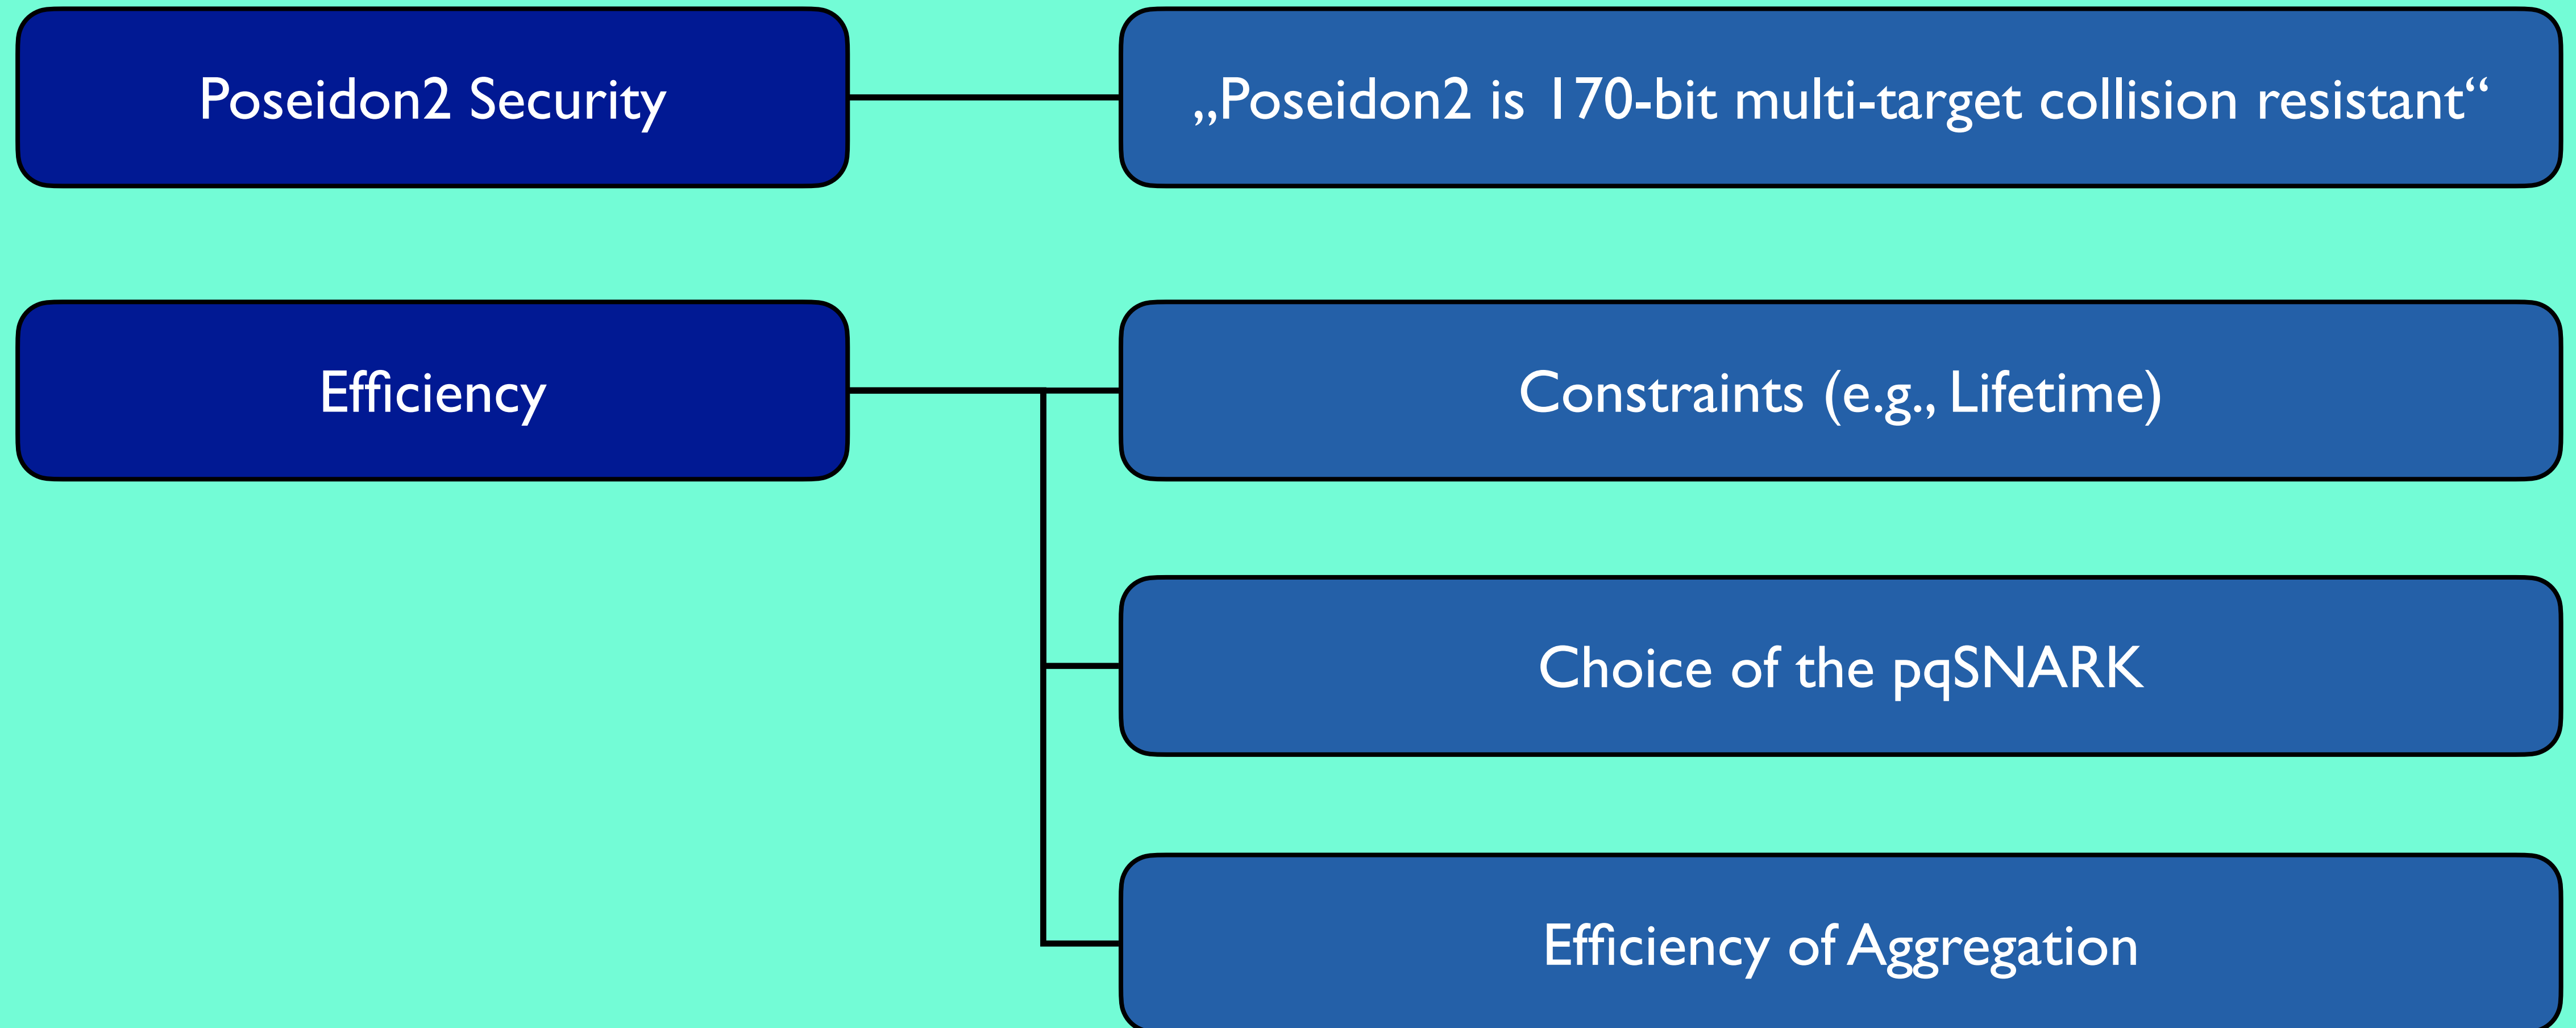 Poseidon2 Security
„Poseidon2 is 170-bit multi-target collision resistant“
Efficiency
Constraints (e.g., Lifetime)
Choice of the pqSNARK
Efficiency of Aggregation